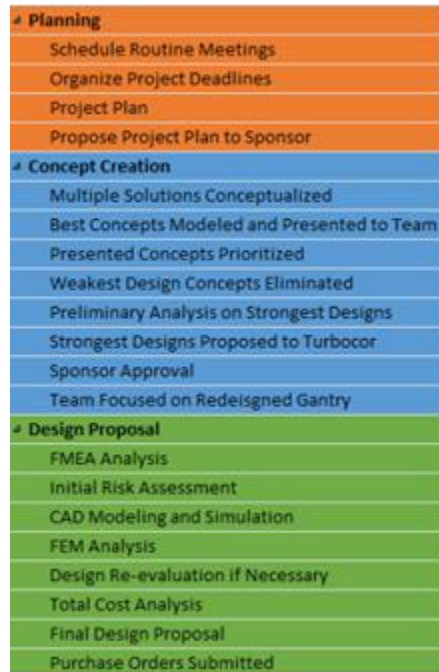 Planning
Schedule Routine Meetings
Organize Project Deadlines
Project Plan
Propose Project Plan to Sponsor
Concept Creation
Multiple Solutions Conceptualized
Best Concepts Modeled and Presented to Team
Presented Concepts Prioritized
Weakest Design Concepts Eliminated
Preliminary Analysis on Strongest Designs
Strongest Designs Proposed to Turbocor
Sponsor Approval
Team Focused on Redeisgned Gantry
Design Proposal
FMEA Analysis
Initial Risk Assessment
CAD Modeling and Simulation
FEM Analysis
Design Re-evaluation if Necessary
Total Cost Analysis
Final Design Proposal
Purchase Orders Submitted